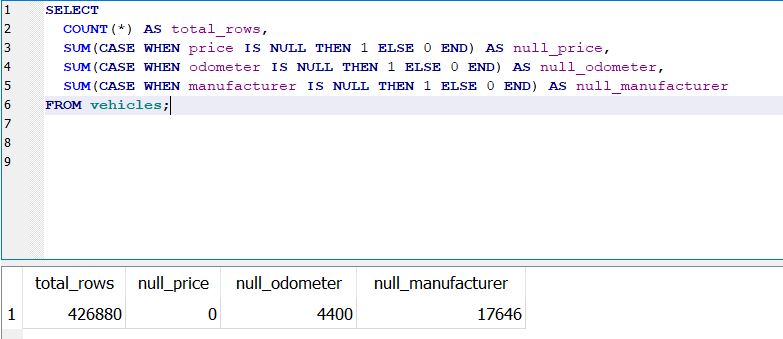 1 SELECT
2 COUNT(*) AS total_rows,
3 SUM(CASE WHEN price IS NULL THEN 1 ELSE 0 END) AS null_price,
4 SUM(CASE WHEN odometer IS NULL THEN 1 ELSE 0 END) AS null_odometer,
5 SUM(CASE WHEN manufacturer IS NULL THEN 1 ELSE 0 END) AS null_manufacturer
6 FROM vehicles;
7
8
9
total_rows null_price null_odometer null_manufacturer
1 426880 0 4400 17646